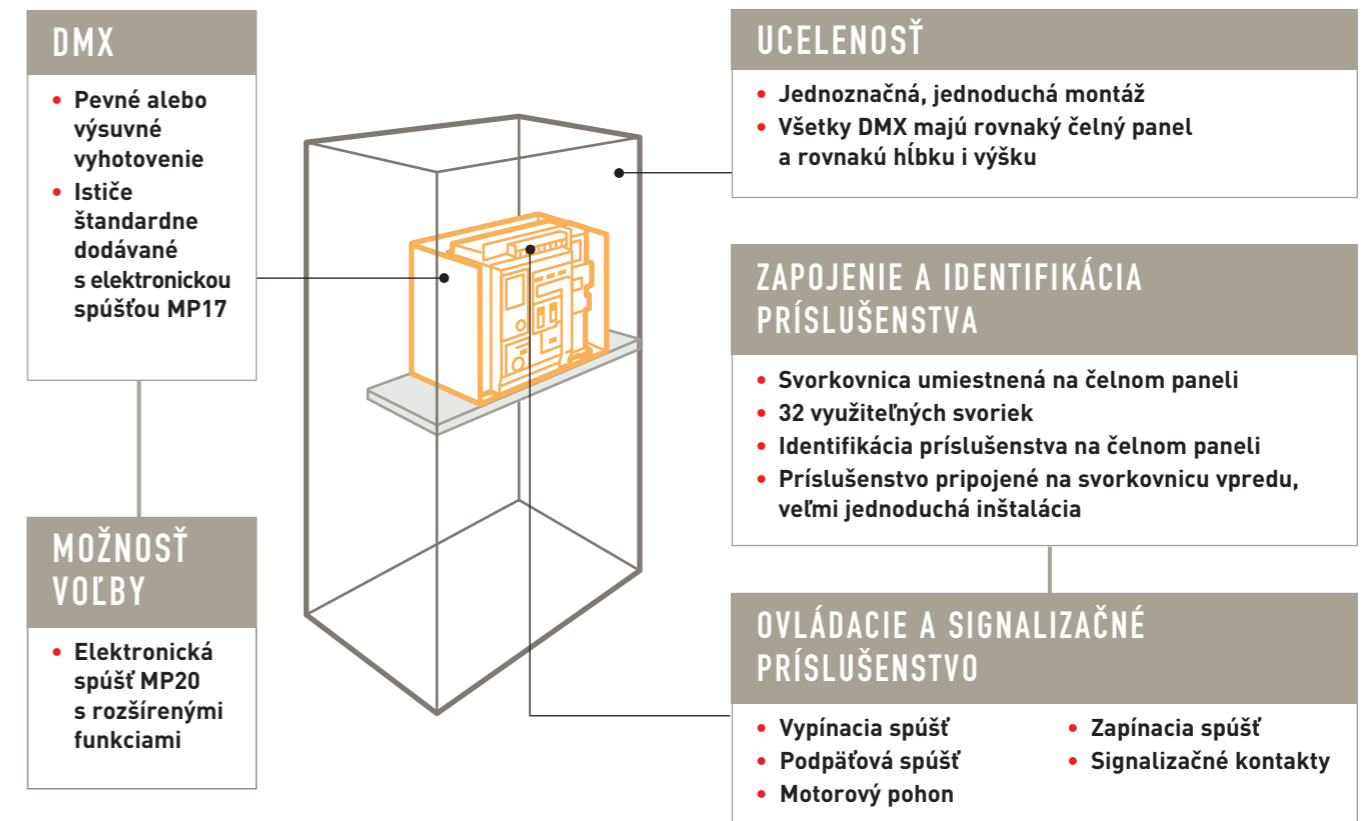 DMX
• Pevné alebo
výsuvné
vyhotovenie
• Ističe
štandardne
dodávané
s elektronickou
spúšťou MP17
MOŽNOSŤ
VOĽBY
• Elektronická
spúšť MP20
s rozšírenými
funkciami
UCELENOSŤ
• Jednoznačná, jednoduchá montáž
• Všetky DMX majú rovnaký čelný panel
a rovnakú hĺbku i výšku
ZAPOJENIE A IDENTIFIKÁCIA
PRÍSLUŠENSTVA
• Svorkovnica umiestnená na čelnom paneli
• 32 využiteľných svoriek
• Identifikácia príslušenstva na čelnom paneli
• Príslušenstvo pripojené na svorkovnicu vpredu,
veľmi jednoduchá inštalácia
OVLÁDACIE A SIGNALIZAČNÉ
PRÍSLUŠENSTVO
• Vypínacia spúšť
• Podpäťová spúšť
• Motorový pohon
• Zapínacia spúšť
• Signalizačné kontakty